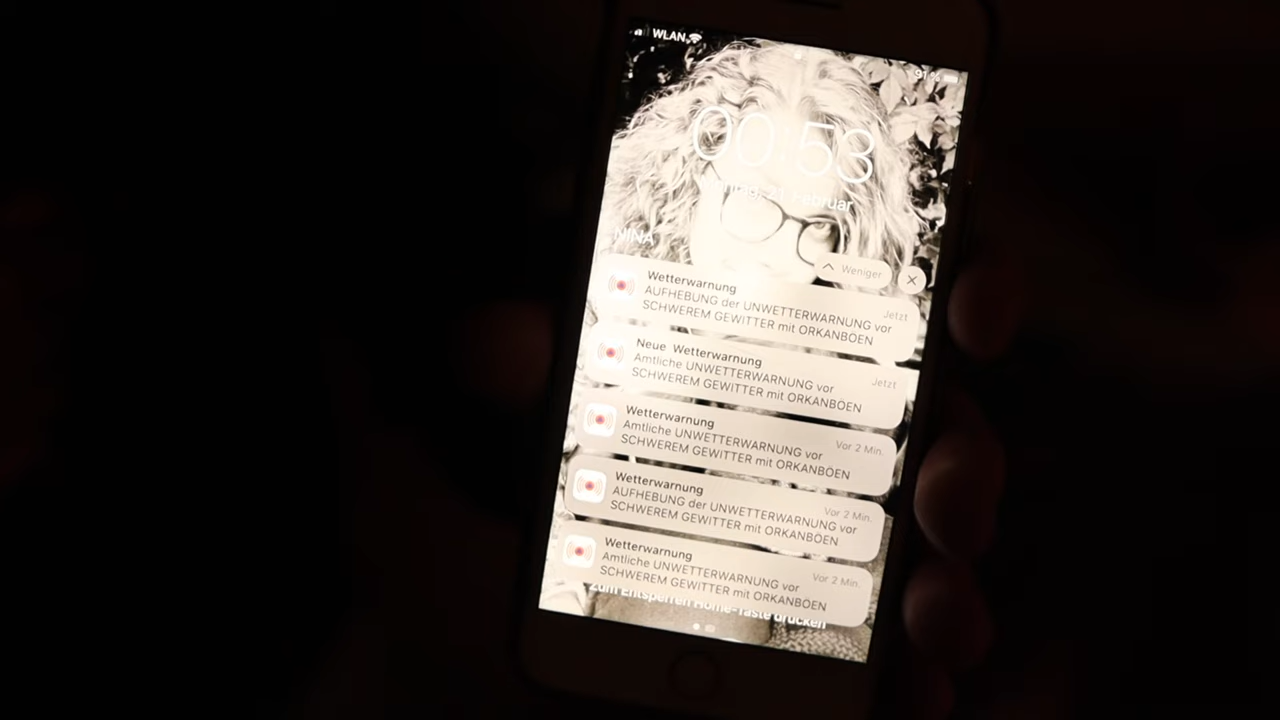 WLAN
91 %
00:53
Montag, 21. Februar
NINA
Weniger
Wetterwarnung
Jetzt
AUFHEBUNG der UNWETTERWARNUNG vor
SCHWEREM GEWITTER mit ORKANBÖEN
Neue Wetterwarnung
Jetzt
Amtliche UNWETTERWARNUNG vor
SCHWEREM GEWITTER mit ORKANBÖEN
Wetterwarnung
Vor 2 Min.
Amtliche UNWETTERWARNUNG vor
SCHWEREM GEWITTER mit ORKANBÖEN
Wetterwarnung
Vor 2 Min.
AUFHEBUNG der UNWETTERWARNUNG vor
SCHWEREM GEWITTER mit ORKANBÖEN
Wetterwarnung
Vor 2 Min.
Amtliche UNWETTERWARNUNG vor
SCHWEREM GEWITTER mit ORKANBÖEN
Zum Entsperren Home-Taste drücken